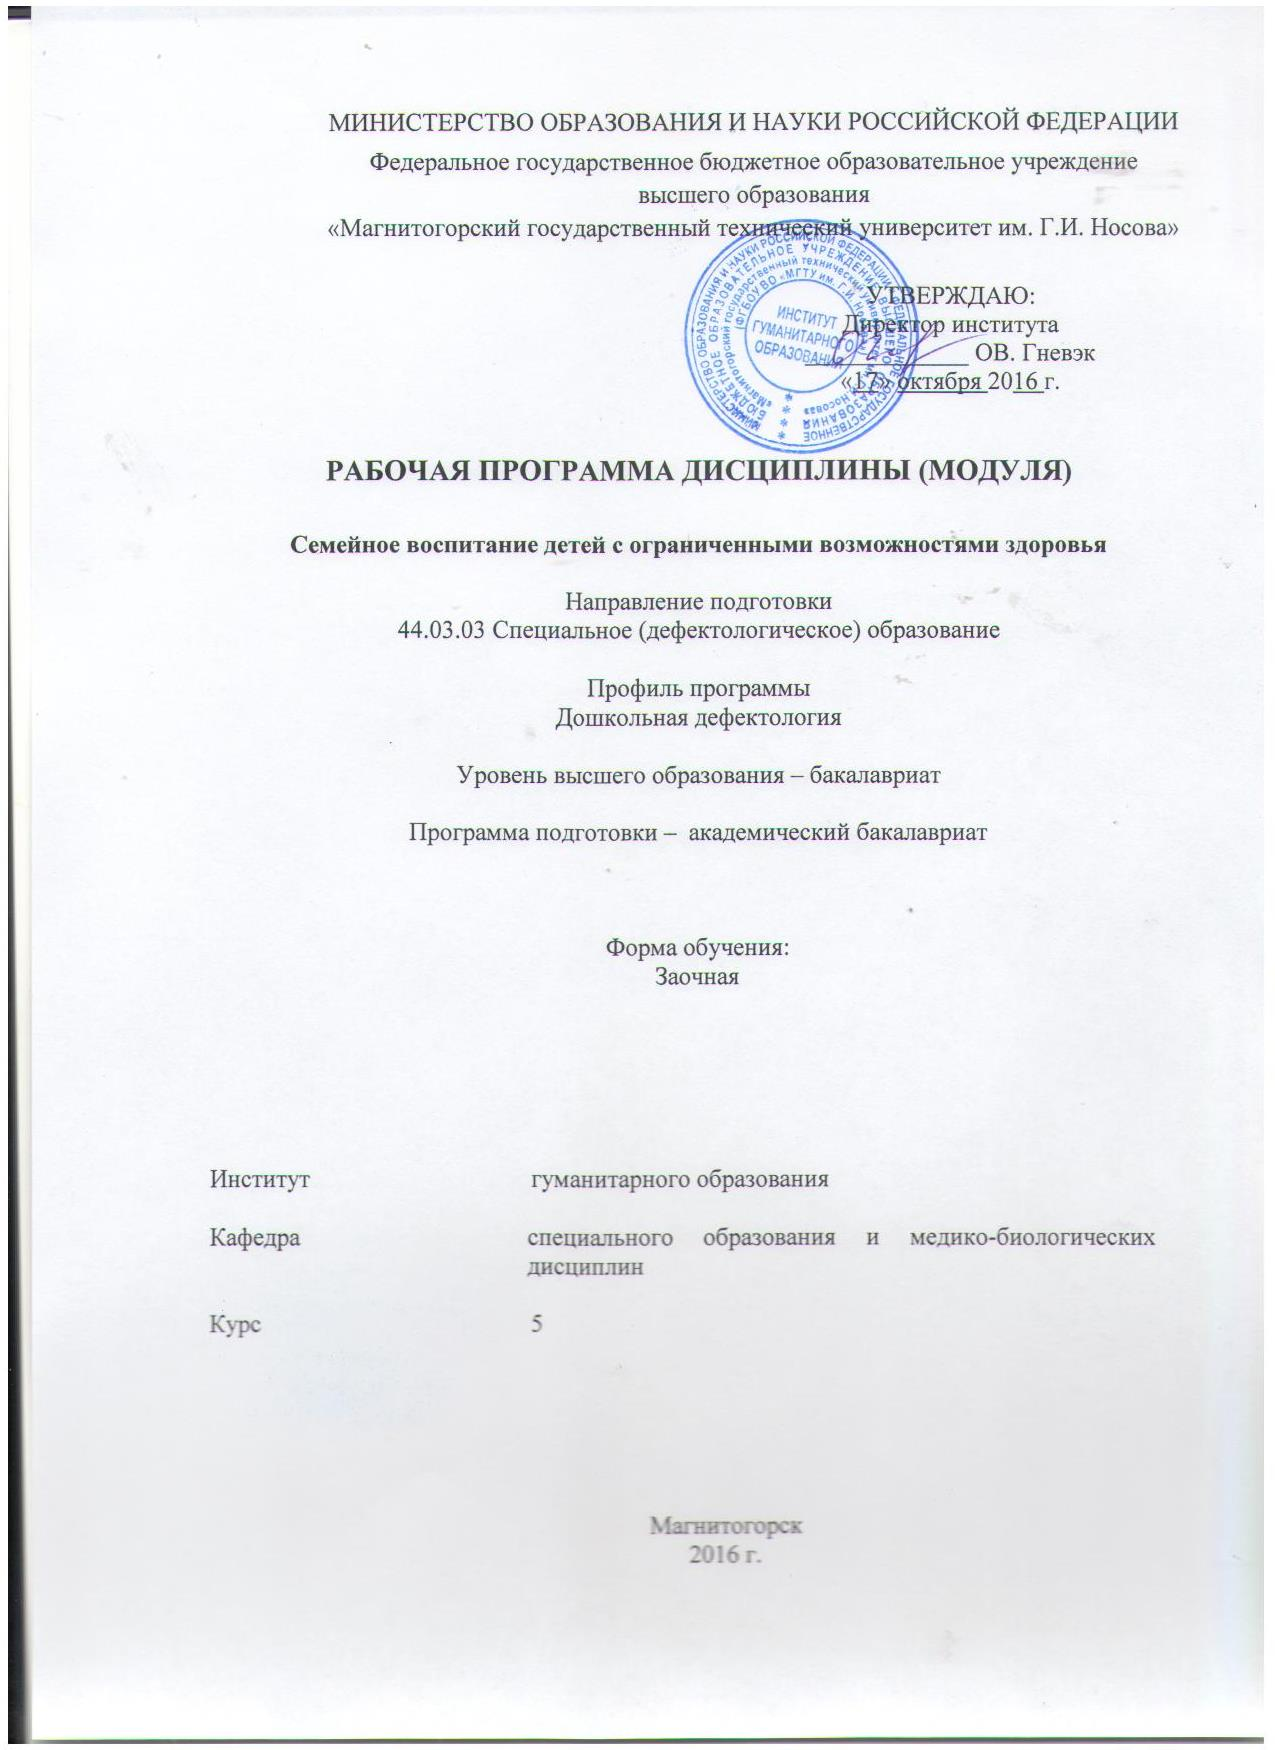 МИНИСТЕРСТВО ОБРАЗОВАНИЯ И НАУКИ РОССИЙСКОЙ ФЕДЕРАЦИИ
Федеральное государственное бюджетное образовательное учреждение
высшего образования
«Магнитогорский государственный технический университет им. Г.И. Носова»
УТВЕРЖДАЮ:
Директор института
ОВ. Гневэк
«17» октября 2016 г.
ИНСТИТУТ
ГУМАНИТАРНОГО
ОБРАЗОВАНИЯ
РАБОЧАЯ ПРОГРАММА ДИСЦИПЛИНЫ (МОДУЛЯ)
Семейное воспитание детей с ограниченными возможностями здоровья
Направление подготовки
44.03.03 Специальное (дефектологическое) образование
Профиль программы
Дошкольная дефектология
Уровень высшего образования – бакалавриат
Программа подготовки – академический бакалавриат
Форма обучения:
Заочная
Институт гуманитарного образования
Кафедра специального образования и медико-биологических
дисциплин
Курс 5
Магнитогорск
2016 г.